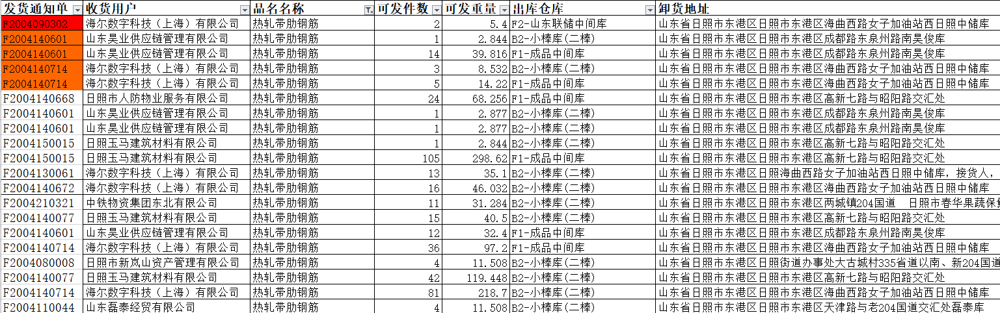 发货通知单 收货用户 品名名称 可发件数 可发重量 出库仓库 卸货地址
F2004090302 海尔数字科技（上海）有限公司 热轧带肋钢筋 2 5.4 F2-山东联储中间库 山东省日照市东港区日照市东港区海曲西路女子加油站西日照中储库
F2004140601 山东昊业供应链管理有限公司 热轧带肋钢筋 1 2.844 B2-小棒库(二棒) 山东省日照市东港区日照市东港区成都路东泉州路南昊俊库
F2004140601 山东昊业供应链管理有限公司 热轧带肋钢筋 14 39.816 F1-成品中间库 山东省日照市东港区日照市东港区成都路东泉州路南昊俊库
F2004140714 海尔数字科技（上海）有限公司 热轧带肋钢筋 3 8.532 B2-小棒库(二棒) 山东省日照市东港区日照市东港区海曲西路女子加油站西日照中储库
F2004140714 海尔数字科技（上海）有限公司 热轧带肋钢筋 5 14.22 F1-成品中间库 山东省日照市东港区日照市东港区海曲西路女子加油站西日照中储库
F2004140668 日照市人防物业服务有限公司 热轧带肋钢筋 24 68.256 F1-成品中间库 山东省日照市东港区日照市东港区高新七路与昭阳路交汇处
F2004140601 山东昊业供应链管理有限公司 热轧带肋钢筋 1 2.877 B2-小棒库(二棒) 山东省日照市东港区日照市东港区成都路东泉州路南昊俊库
F2004140601 山东昊业供应链管理有限公司 热轧带肋钢筋 1 2.877 B2-小棒库(二棒) 山东省日照市东港区日照市东港区成都路东泉州路南昊俊库
F2004150015 日照玉马建筑材料有限公司 热轧带肋钢筋 1 2.844 B2-小棒库(二棒) 山东省日照市东港区日照市东港区高新七路与昭阳路交汇处
F2004150015 日照玉马建筑材料有限公司 热轧带肋钢筋 105 298.62 F1-成品中间库 山东省日照市东港区日照市东港区高新七路与昭阳路交汇处
F2004130061 海尔数字科技（上海）有限公司 热轧带肋钢筋 13 35.1 B2-小棒库(二棒) 山东省日照市东港区日照海曲西路女子加油站西日照中储库，接货人，
F2004140672 海尔数字科技（上海）有限公司 热轧带肋钢筋 16 46.032 B2-小棒库(二棒) 山东省日照市东港区日照市东港区海曲西路女子加油站西日照中储库
F2004210321 中铁物资集团东北有限公司 热轧带肋钢筋 11 31.284 B2-小棒库(二棒) 山东省日照市东港区日照市东港区两城镇204国道 日照市春华果蔬保鲜
F2004140077 日照玉马建筑材料有限公司 热轧带肋钢筋 15 40.5 B2-小棒库(二棒) 山东省日照市东港区日照市东港区高新七路与昭阳路交汇处
F2004140601 山东昊业供应链管理有限公司 热轧带肋钢筋 12 32.4 F1-成品中间库 山东省日照市东港区日照市东港区成都路东泉州路南昊俊库
F2004140714 海尔数字科技（上海）有限公司 热轧带肋钢筋 36 97.2 F1-成品中间库 山东省日照市东港区日照市东港区海曲西路女子加油站西日照中储库
F2004080008 日照市新岚山资产管理有限公司 热轧带肋钢筋 4 11.508 B2-小棒库(二棒) 山东省日照市东港区日照街道办事处大古城村335省道以南、新204国道
F2004140077 日照玉马建筑材料有限公司 热轧带肋钢筋 42 119.448 B2-小棒库(二棒) 山东省日照市东港区日照市东港区高新七路与昭阳路交汇处
F2004140714 海尔数字科技（上海）有限公司 热轧带肋钢筋 81 218.7 B2-小棒库(二棒) 山东省日照市东港区日照市东港区海曲西路女子加油站西日照中储库
F2004110044 山东磊泰经贸有限公司 热轧带肋钢筋 4 11.508 B2-小棒库(二棒) 山东省日照市东港区日照市东港区天津路与老204国道交汇处磊泰库